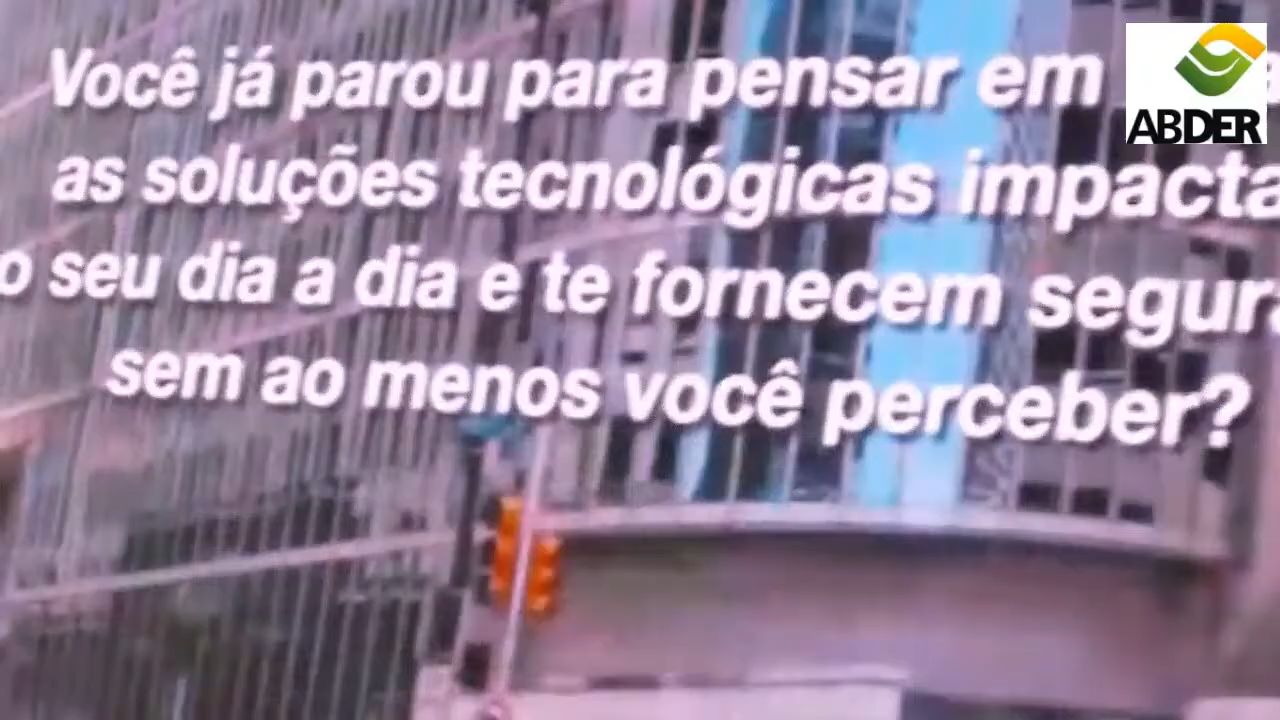 Você já parou para pensar em
as soluções tecnológicas
seu dia a dia e te fornecem
sem ao menos você perceber?
ABDER